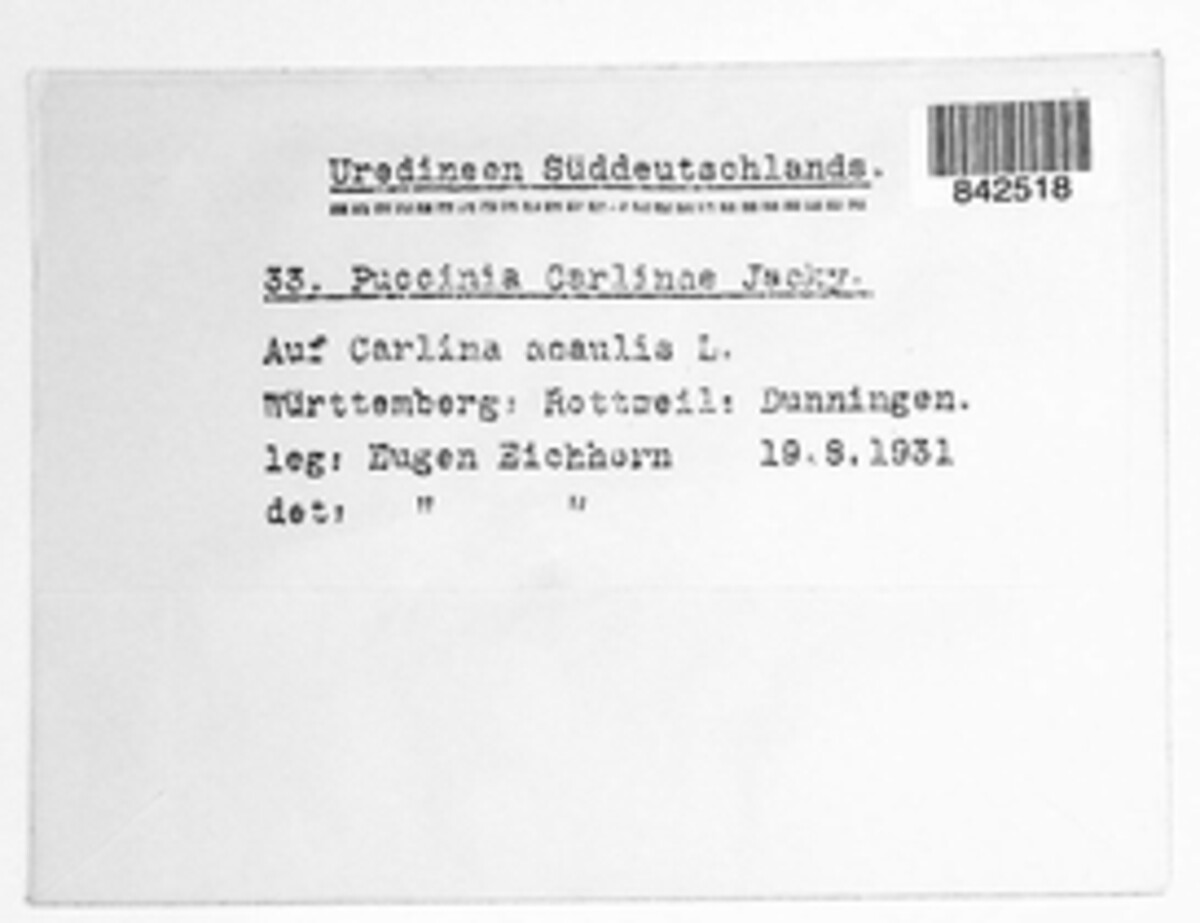 Uredineen Süddeutschlands.
842518
33. Puccinia Carlinae Jacky.
Auf Carlina acaulis L.
Württemberg: Rottweil: Dunningen.
leg: Eugen Eichhorn 19.8.1931
det: " "